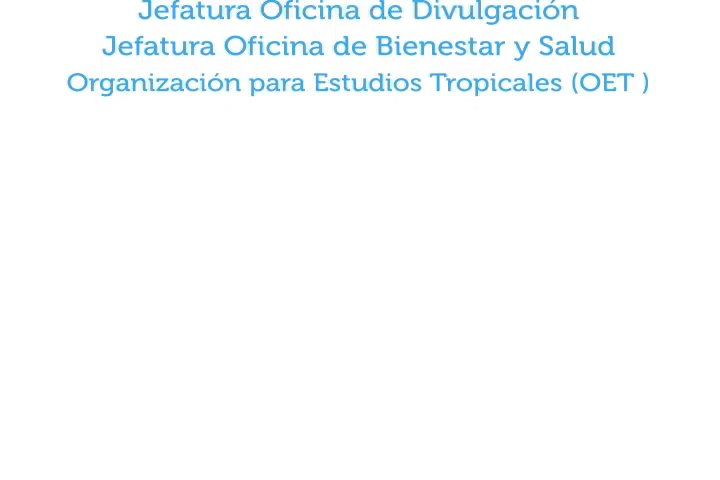 Jefatura Oficina de Divulgación
Jefatura Oficina de Bienestar y Salud
Organización para Estudios Tropicales (OET )